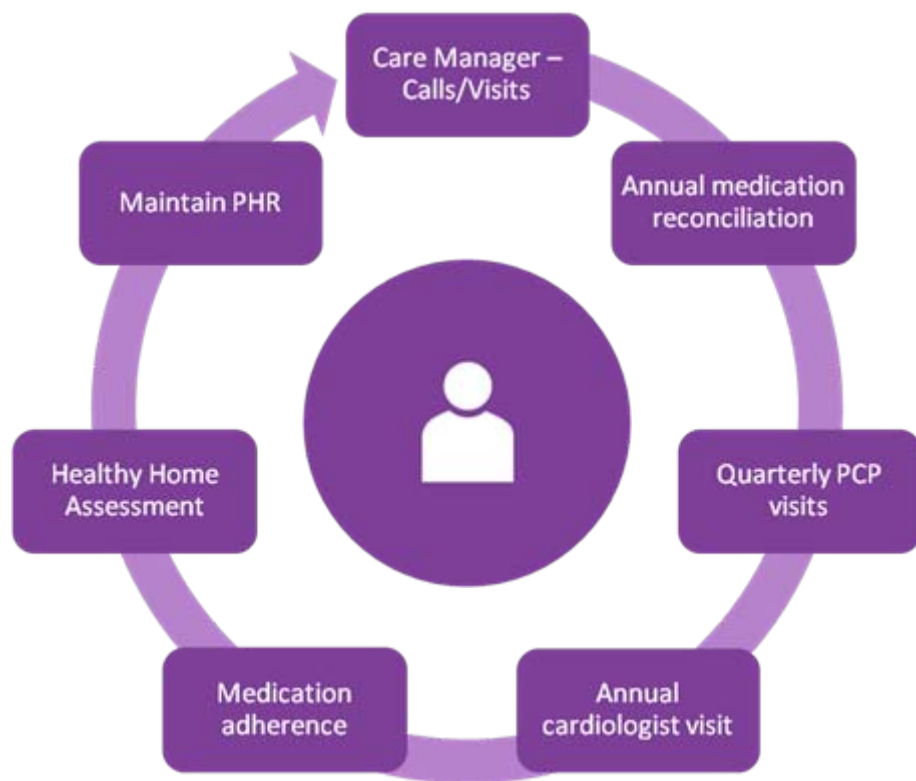 Care Manager –
Calls/Visits
Annual medication
reconciliation
Quarterly PCP
visits
Annual
cardiologist visit
Medication
adherence
Healthy Home
Assessment
Maintain PHR